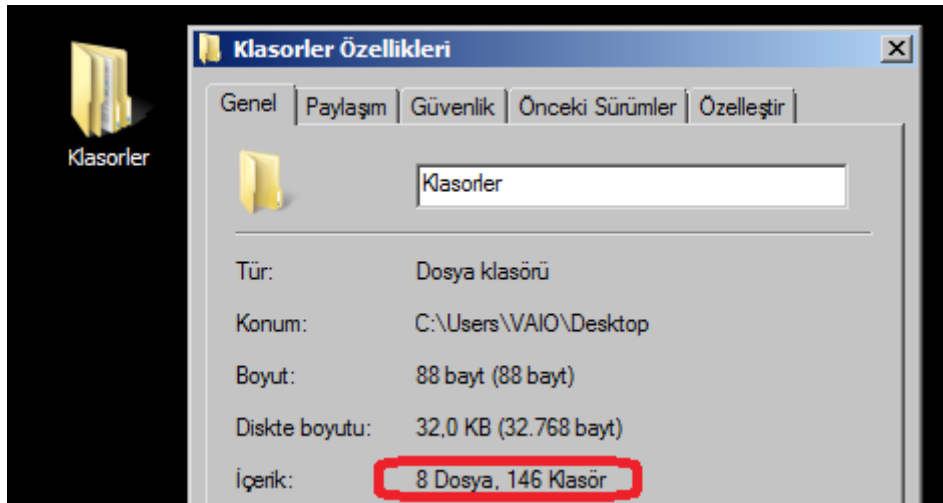 Klasorler
Klasorler Özellikleri
Genel Paylaşım Güvenlik Önceki Sürümler Özelleştir
Klasorler
Tür: Dosya klasörü
Konum: C:\Users\VAIO\Desktop
Boyut: 88 bayt (88 bayt)
Diskte boyutu: 32,0 KB (32.768 bayt)
İçerik: 8 Dosya, 146 Klasör